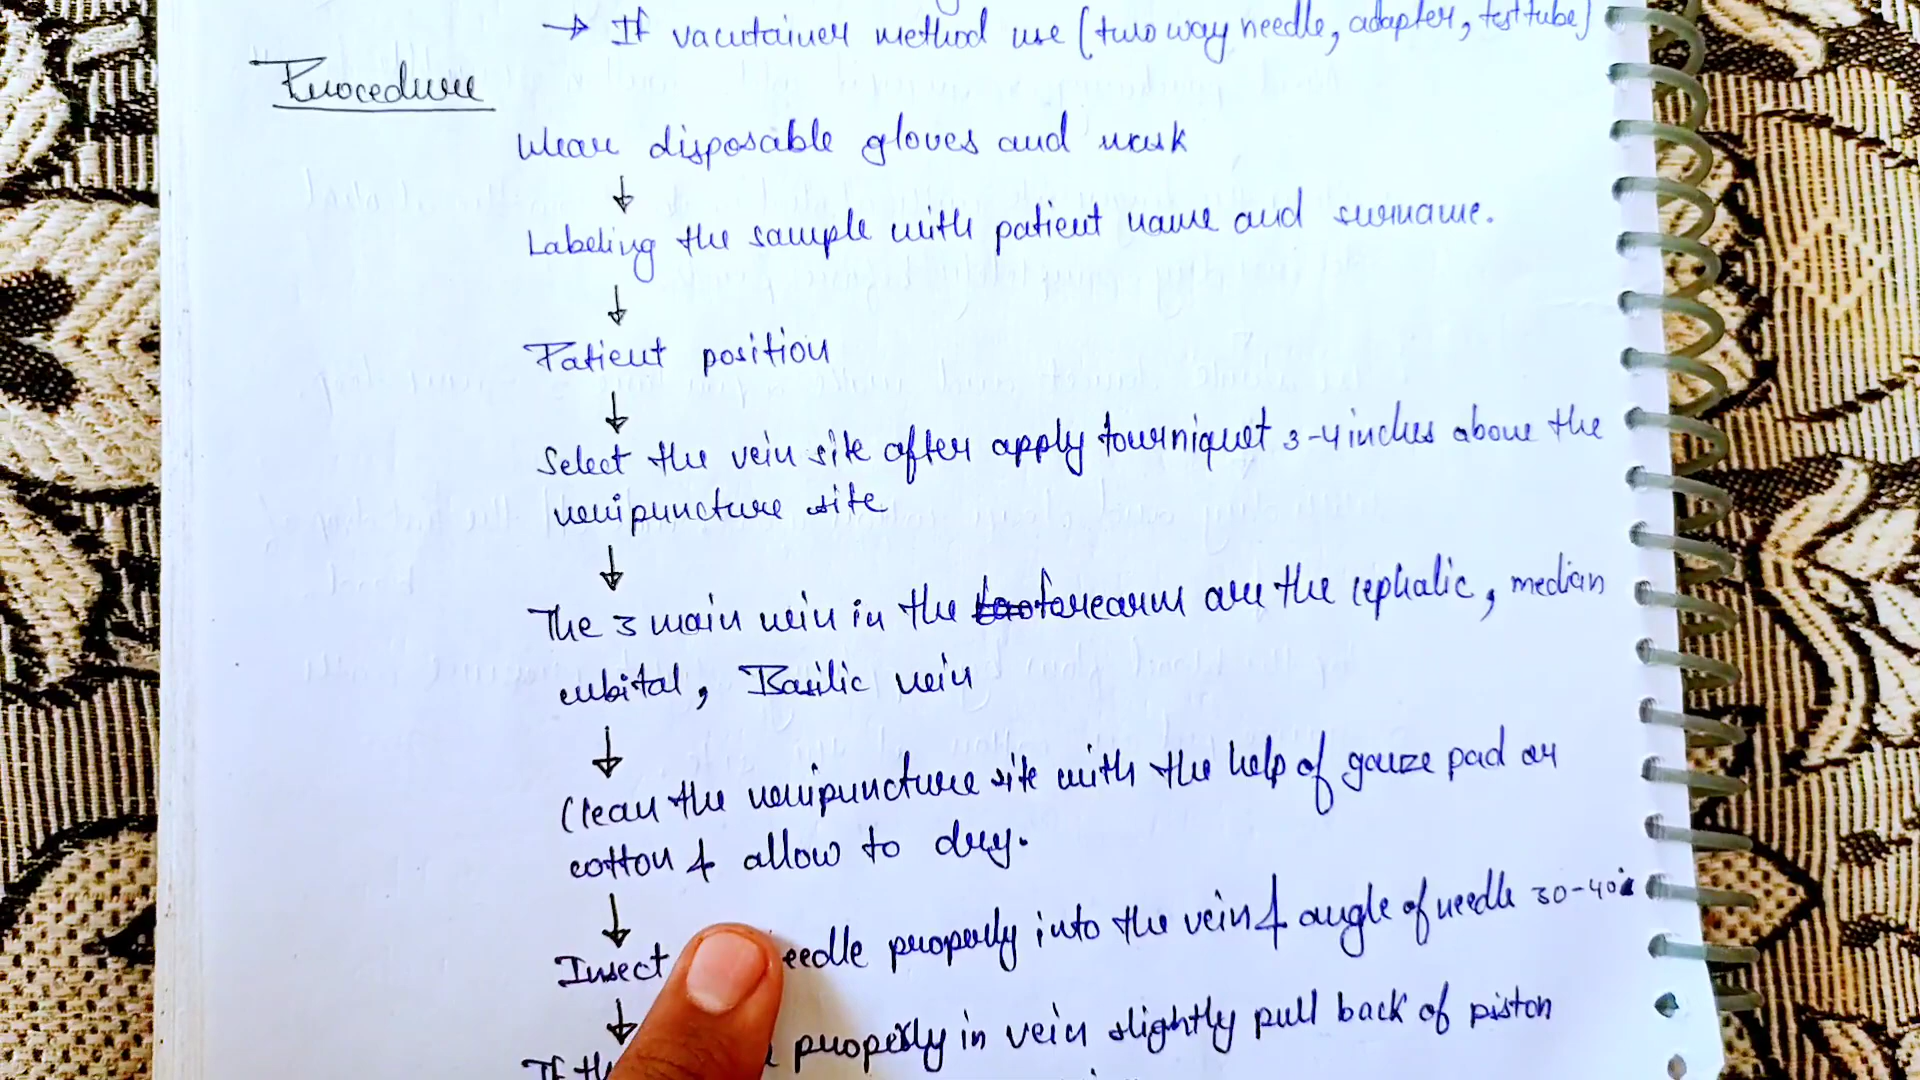 → If vacutainer method use (two way needle, adapter, test tube)
Procedure
Wear disposable gloves and mask
↓
Labeling the sample with patient name and surname.
↓
Patient position
↓
Select the vein site after apply tourniquet 3-4 inches above the
venipuncture site
↓
The 3 main vein in the forearm are the cephalic, median
cubital, Basilic vein
↓
Clean the venipuncture site with the help of gauze pad or
cotton & allow to dry.
↓
Insect eedle properly into the vein & angle of needle 30-40°
↓
If the properly in vein slightly pull back of piston